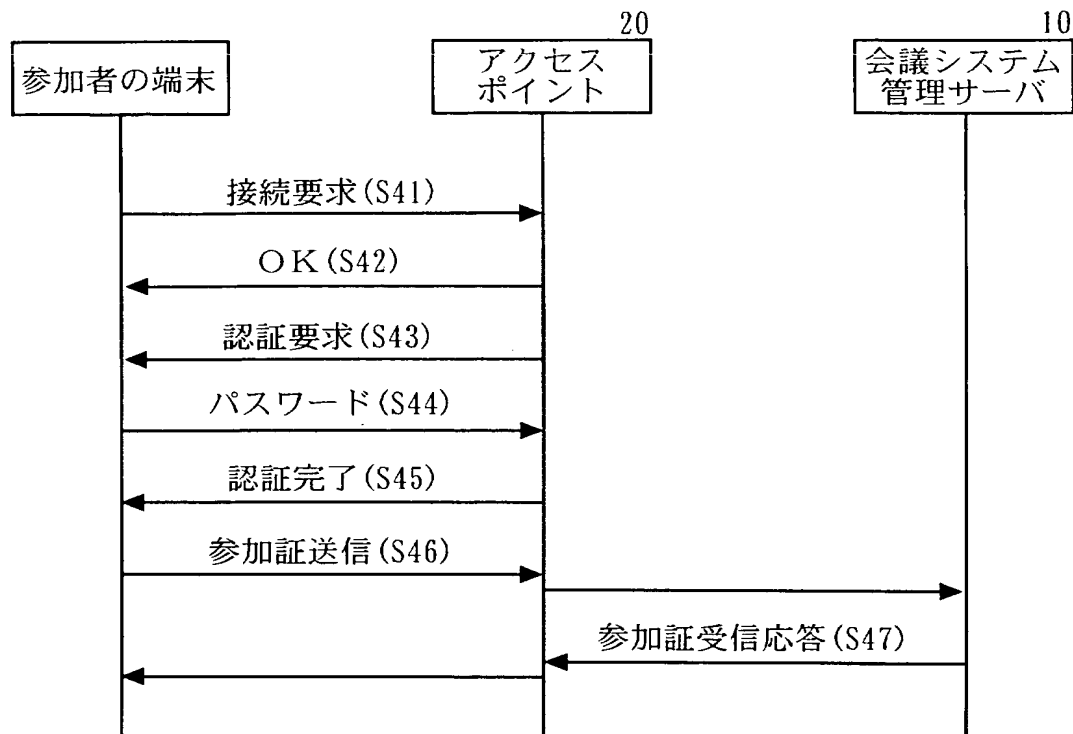 20
10
参加者の端末
アクセス
ポイント
会議システム
管理サーバ
接続要求(S41)
OK(S42)
認証要求(S43)
パスワード(S44)
認証完了(S45)
参加証送信(S46)
参加証受信応答(S47)